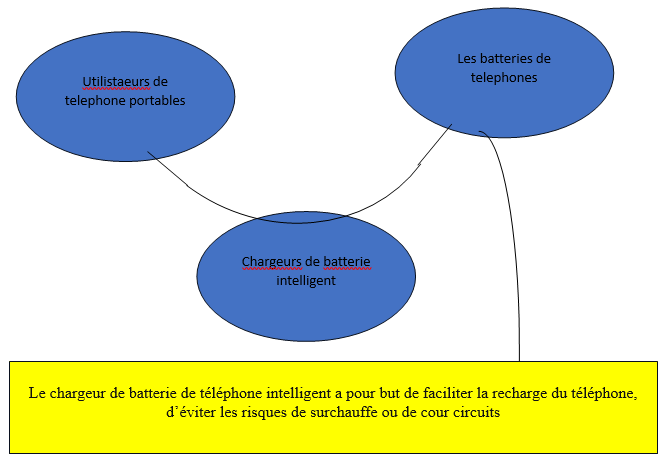 Utilistaeurs de
telephone portables
Les batteries de
telephones
Chargeurs de batterie
intelligent
Le chargeur de batterie de téléphone intelligent a pour but de faciliter la recharge du téléphone,
d’éviter les risques de surchauffe ou de cour circuits